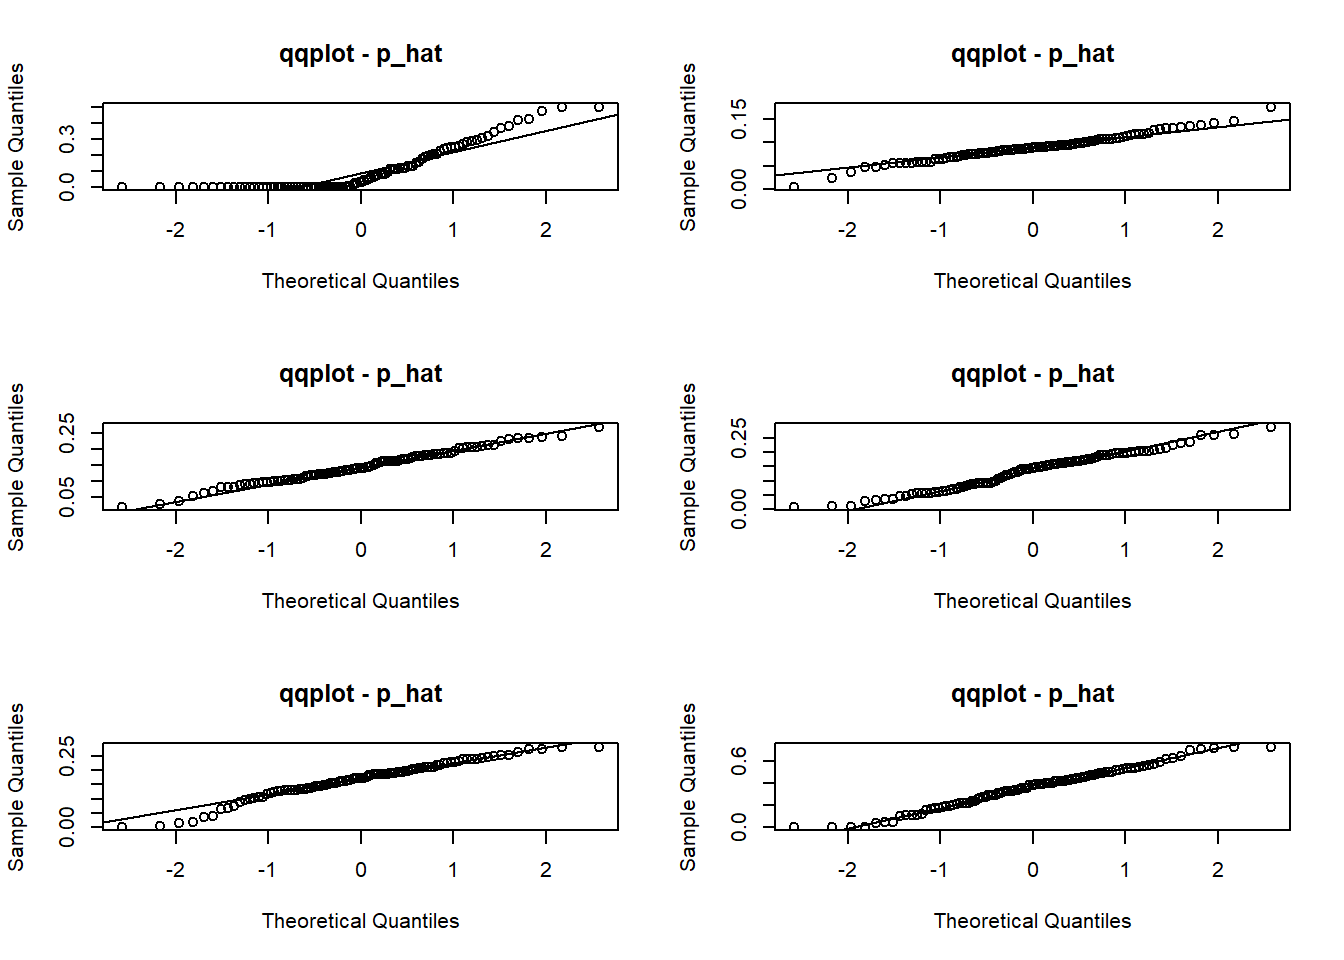 qqplot - p_hat
Sample Quantiles
0.0 0.3
-2 -1 0 1 2
Theoretical Quantiles
qqplot - p_hat
Sample Quantiles
0.00 0.15
-2 -1 0 1 2
Theoretical Quantiles
qqplot - p_hat
Sample Quantiles
0.05 0.25
-2 -1 0 1 2
Theoretical Quantiles
qqplot - p_hat
Sample Quantiles
0.00 0.25
-2 -1 0 1 2
Theoretical Quantiles
qqplot - p_hat
Sample Quantiles
0.00 0.25
-2 -1 0 1 2
Theoretical Quantiles
qqplot - p_hat
Sample Quantiles
0.0 0.6
-2 -1 0 1 2
Theoretical Quantiles